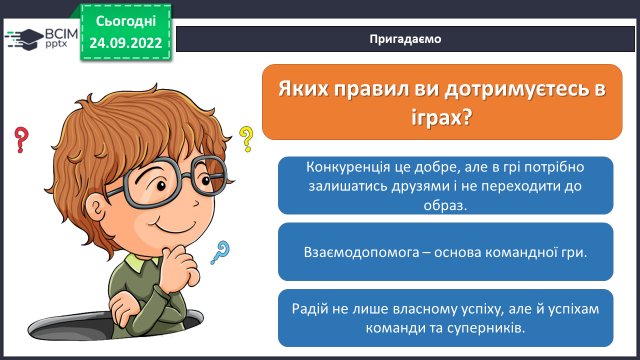 Сьогодні
24.09.2022
BCIM
pptx
Пригадаємо
Яких правил ви дотримуєтесь в
іграх?
Конкуренція це добре, але в грі потрібно
залишатись друзями і не переходити до
образ.
Взаємодопомога – основа командної гри.
Радій не лише власному успіху, але й успіхам
команди та суперників.